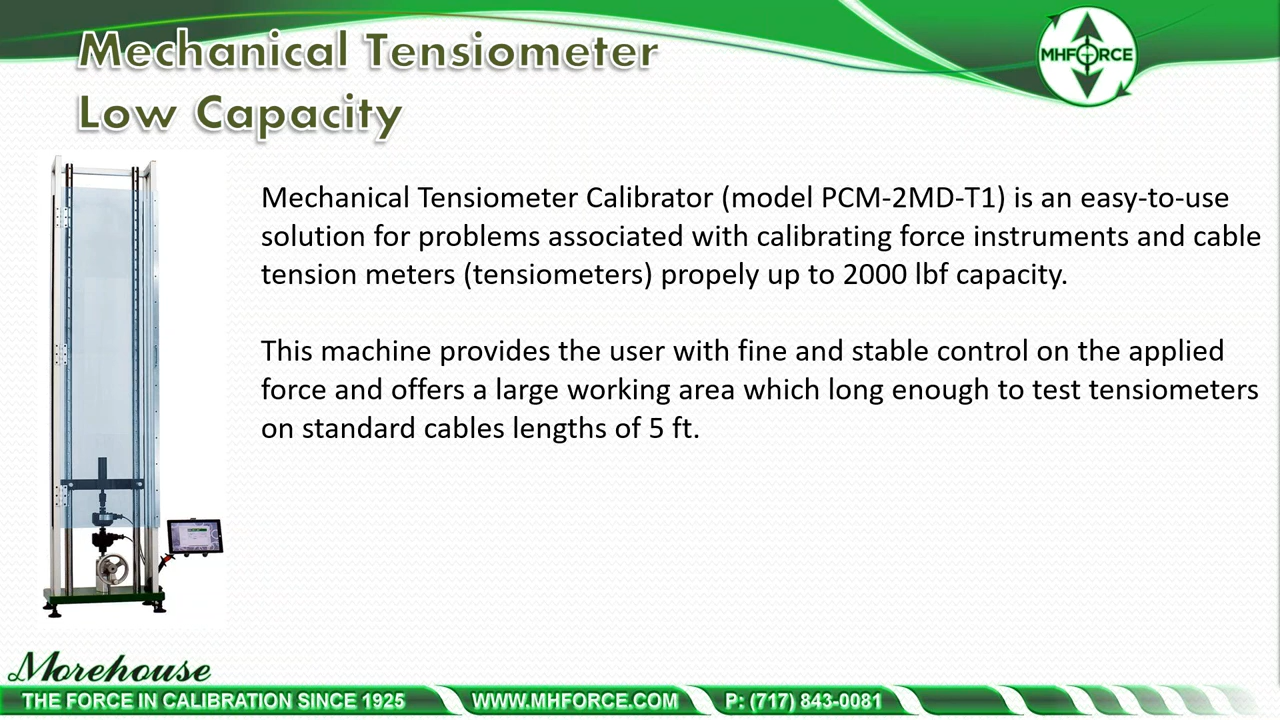 Mechanical Tensiometer
Low Capacity
MHFORCE
Mechanical Tensiometer Calibrator (model PCM-2MD-T1) is an easy-to-use
solution for problems associated with calibrating force instruments and cable
tension meters (tensiometers) propely up to 2000 lbf capacity.
This machine provides the user with fine and stable control on the applied
force and offers a large working area which long enough to test tensiometers
on standard cables lengths of 5 ft.
Morehouse
THE FORCE IN CALIBRATION SINCE 1925 WWW.MHFORCE.COM P: (717) 843-0081